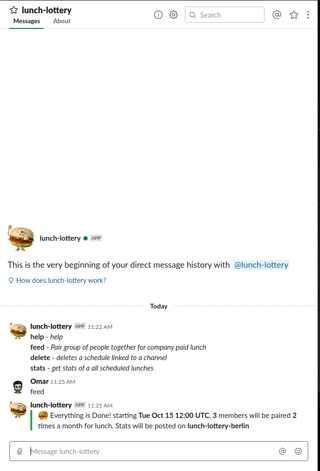 lunch-lottery
Messages About
Search
lunch-lottery APP
This is the very beginning of your direct message history with @lunch-lottery
How does lunch-lottery work?
Today
lunch-lottery APP 11:22 AM
help - help
feed - Pair group of people together for company paid lunch
delete - deletes a schedule linked to a channel
stats - get stats of a all scheduled lunches
Omar 11:25 AM
feed
lunch-lottery APP 11:25 AM
Everything is Done! starting Tue Oct 15 12:00 UTC, 3 members will be paired 2
times a month for lunch. Stats will be posted on lunch-lottery-berlin
Message lunch-lottery